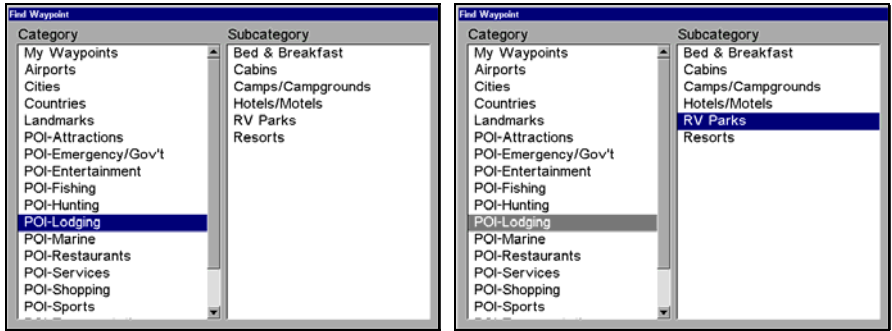 Find Waypoint
Category
My Waypoints
Airports
Cities
Countries
Landmarks
POI-Attractions
POI-Emergency/Gov't
POI-Entertainment
POI-Fishing
POI-Hunting
POI-Lodging
POI-Marine
POI-Restaurants
POI-Services
POI-Shopping
POI-Sports
Subcategory
Bed & Breakfast
Cabins
Camps/Campgrounds
Hotels/Motels
RV Parks
Resorts
Find Waypoint
Category
My Waypoints
Airports
Cities
Countries
Landmarks
POI-Attractions
POI-Emergency/Gov't
POI-Entertainment
POI-Fishing
POI-Hunting
POI-Lodging
POI-Marine
POI-Restaurants
POI-Services
POI-Shopping
POI-Sports
Subcategory
Bed & Breakfast
Cabins
Camps/Campgrounds
Hotels/Motels
RV Parks
Resorts